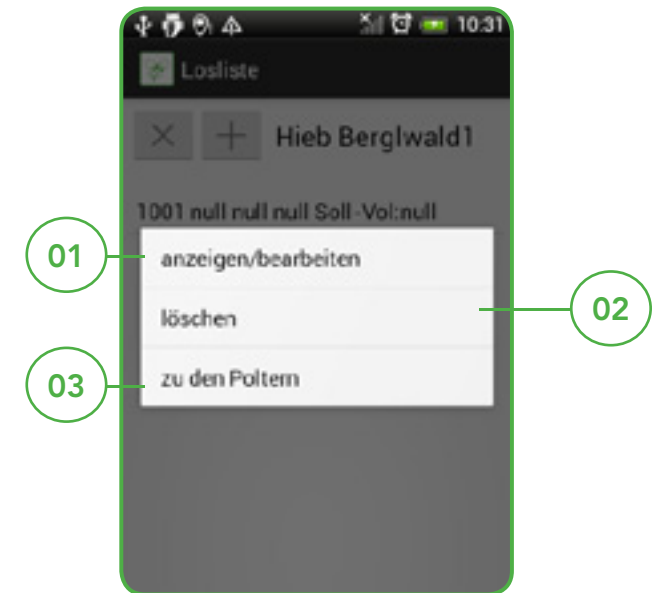 10:31
Losliste
Hieb Berglwald1
1001 null null null Soll-Vol:null
01
anzeigen/bearbeiten
02
löschen
03
zu den Poltern